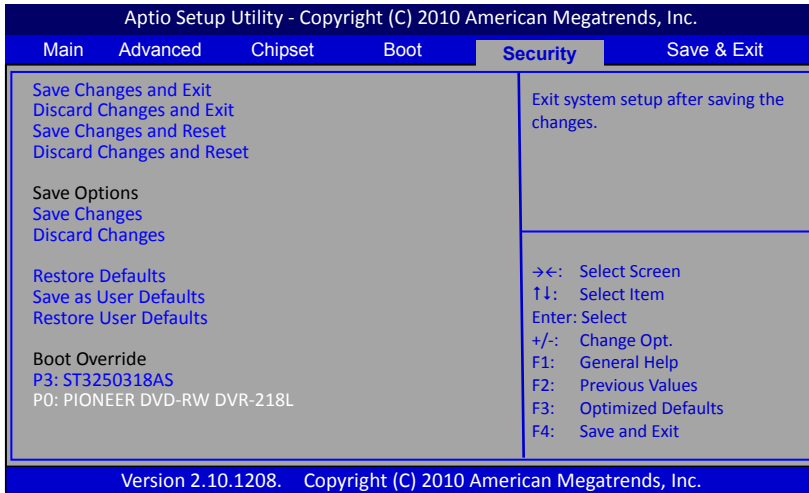 Aptio Setup Utility - Copyright (C) 2010 American Megatrends, Inc.
Main Advanced Chipset Boot Security Save & Exit
Save Changes and Exit
Discard Changes and Exit
Save Changes and Reset
Discard Changes and Reset
Save Options
Save Changes
Discard Changes
Restore Defaults
Save as User Defaults
Restore User Defaults
Boot Override
P3: ST3250318AS
P0: PIONEER DVD-RW DVR-218L
Exit system setup after saving the
changes.
→←: Select Screen
↑↓: Select Item
Enter: Select
+/-: Change Opt.
F1: General Help
F2: Previous Values
F3: Optimized Defaults
F4: Save and Exit
Version 2.10.1208. Copyright (C) 2010 American Megatrends, Inc.